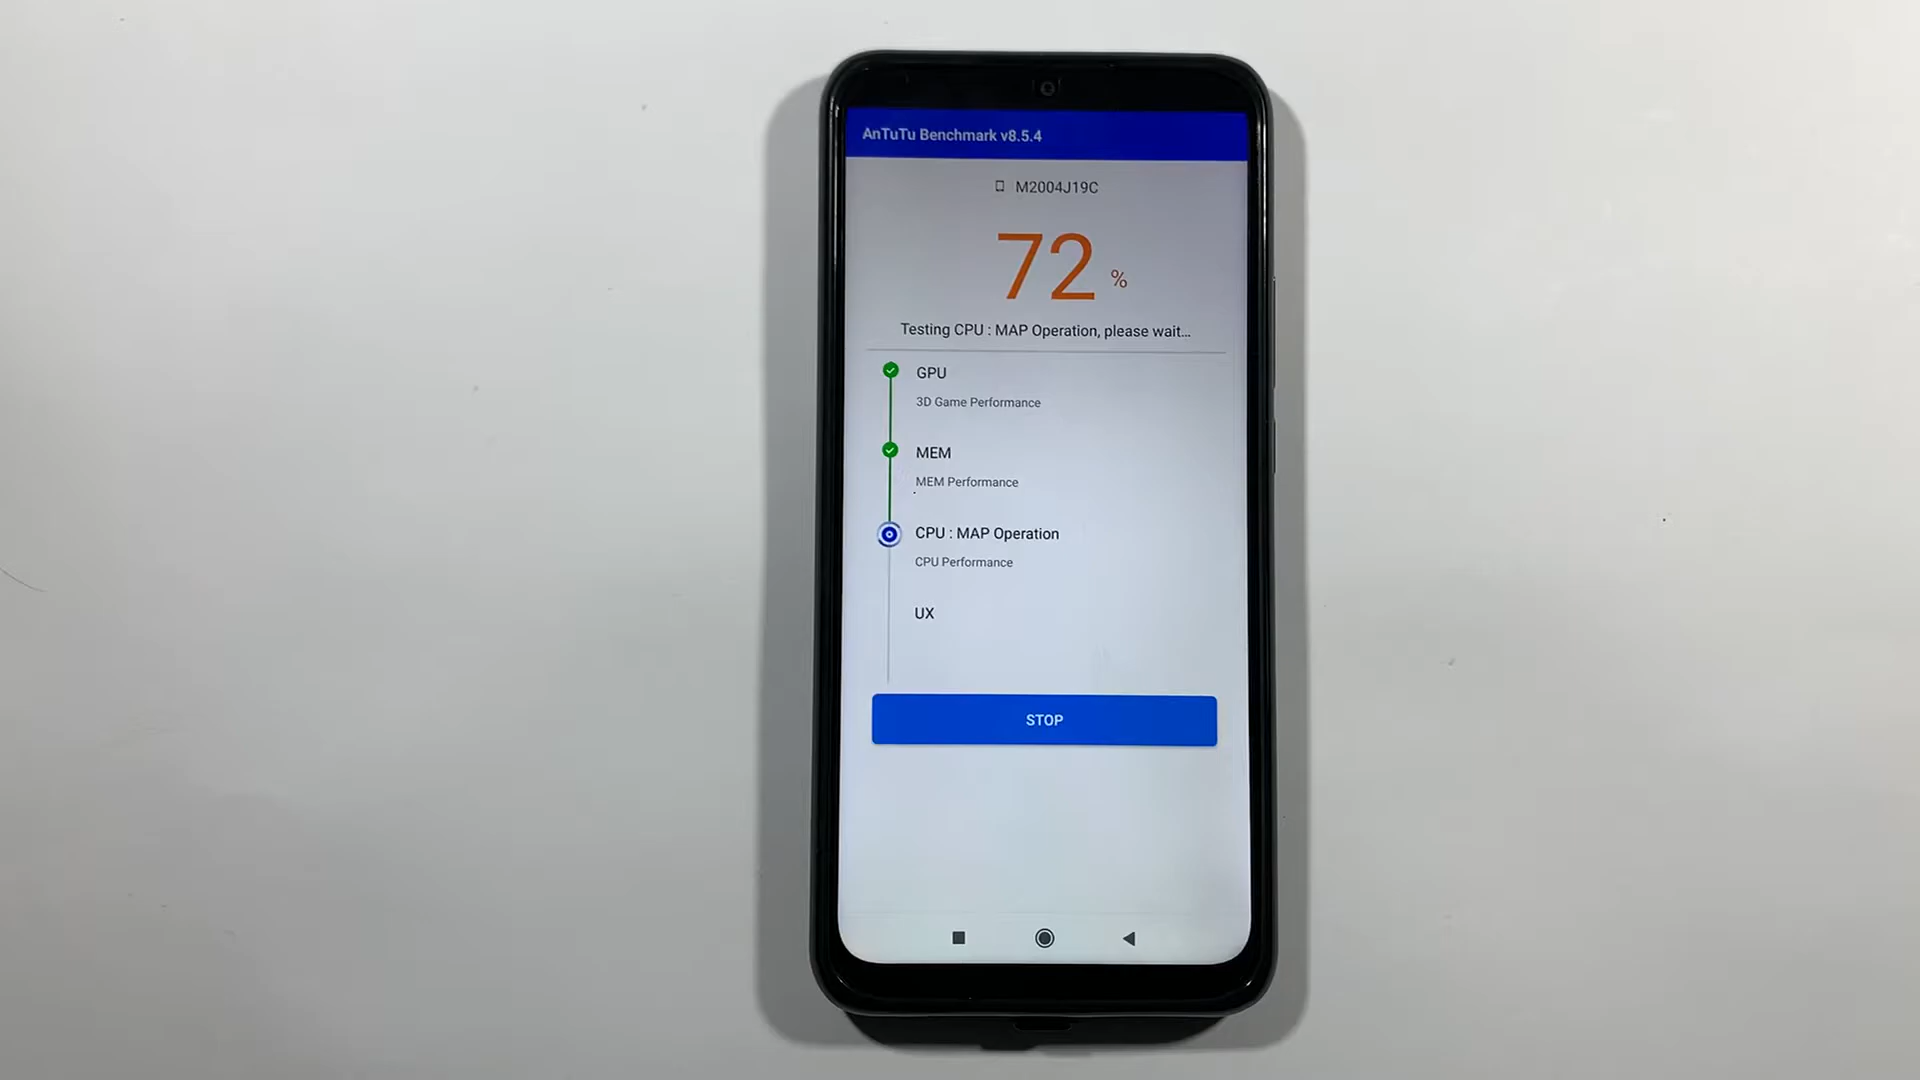 AnTuTu Benchmark v8.5.4
M2004J19C
72 %
Testing CPU : MAP Operation, please wait...
GPU
3D Game Performance
MEM
MEM Performance
CPU : MAP Operation
CPU Performance
UX
STOP